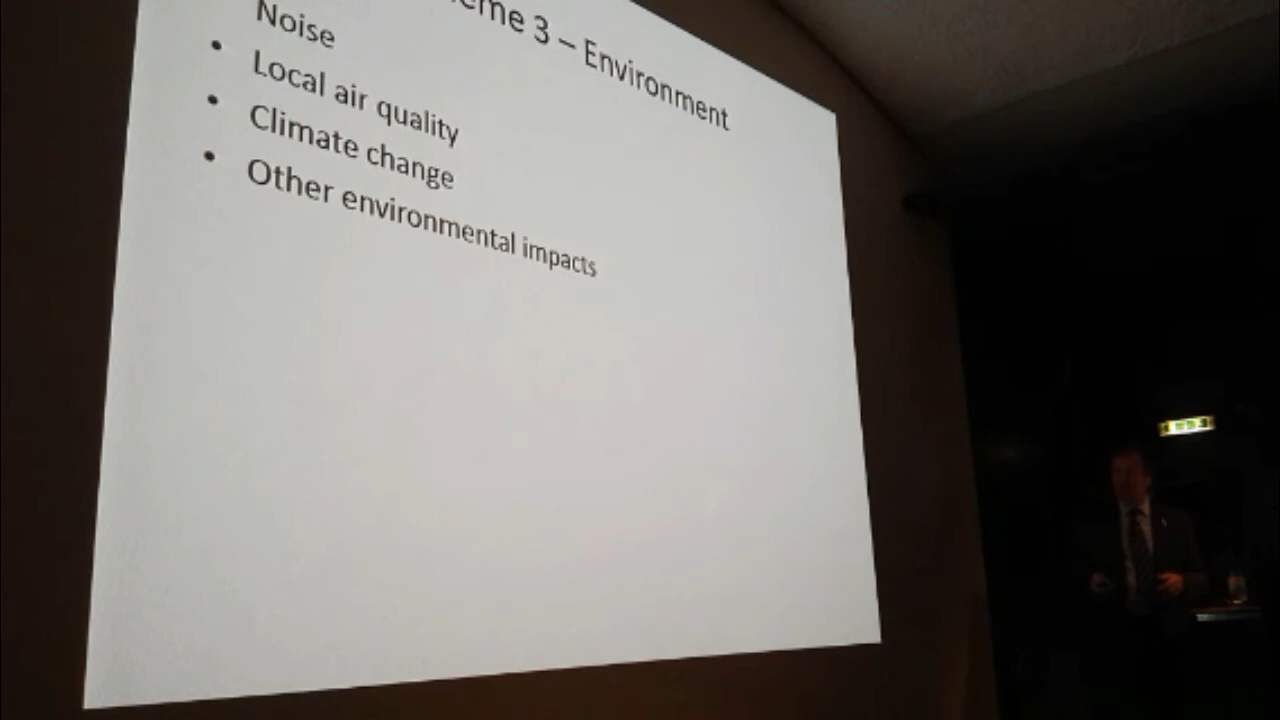 eme 3 – Environment
Noise
• Local air quality
• Climate change
• Other environmental impacts